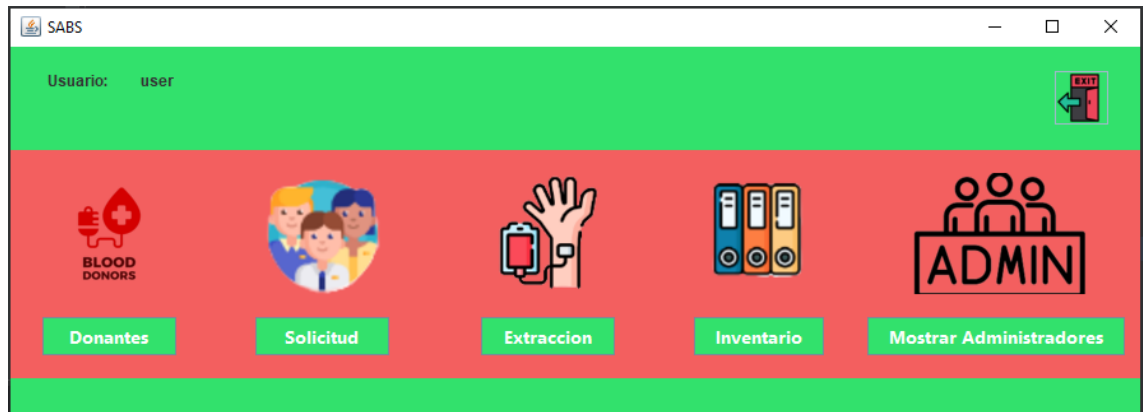 SABS
Usuario: user
EXIT
BLOOD
DONORS
ADMIN
Donantes
Solicitud
Extraccion
Inventario
Mostrar Administradores